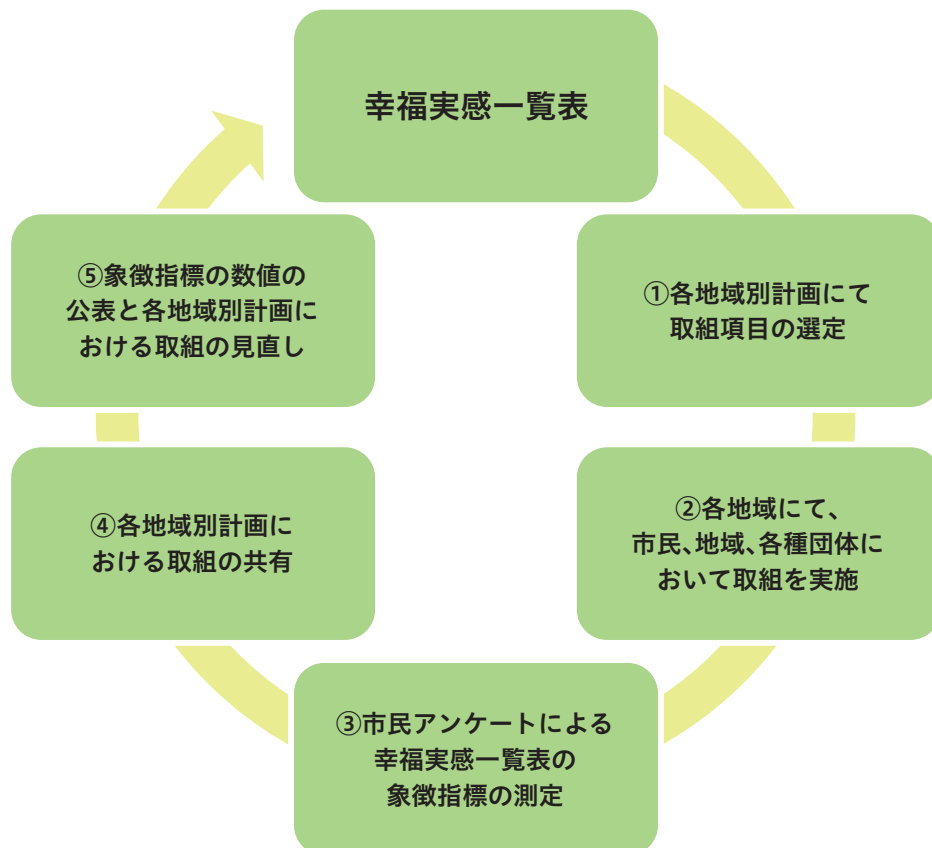 幸福実感一覧表
①各地域別計画にて
取組項目の選定
②各地域にて、
市民、地域、各種団体に
おいて取組を実施
③市民アンケートによる
幸福実感一覧表の
象徴指標の測定
④各地域別計画に
おける取組の共有
⑤象徴指標の数値の
公表と各地域別計画に
おける取組の見直し